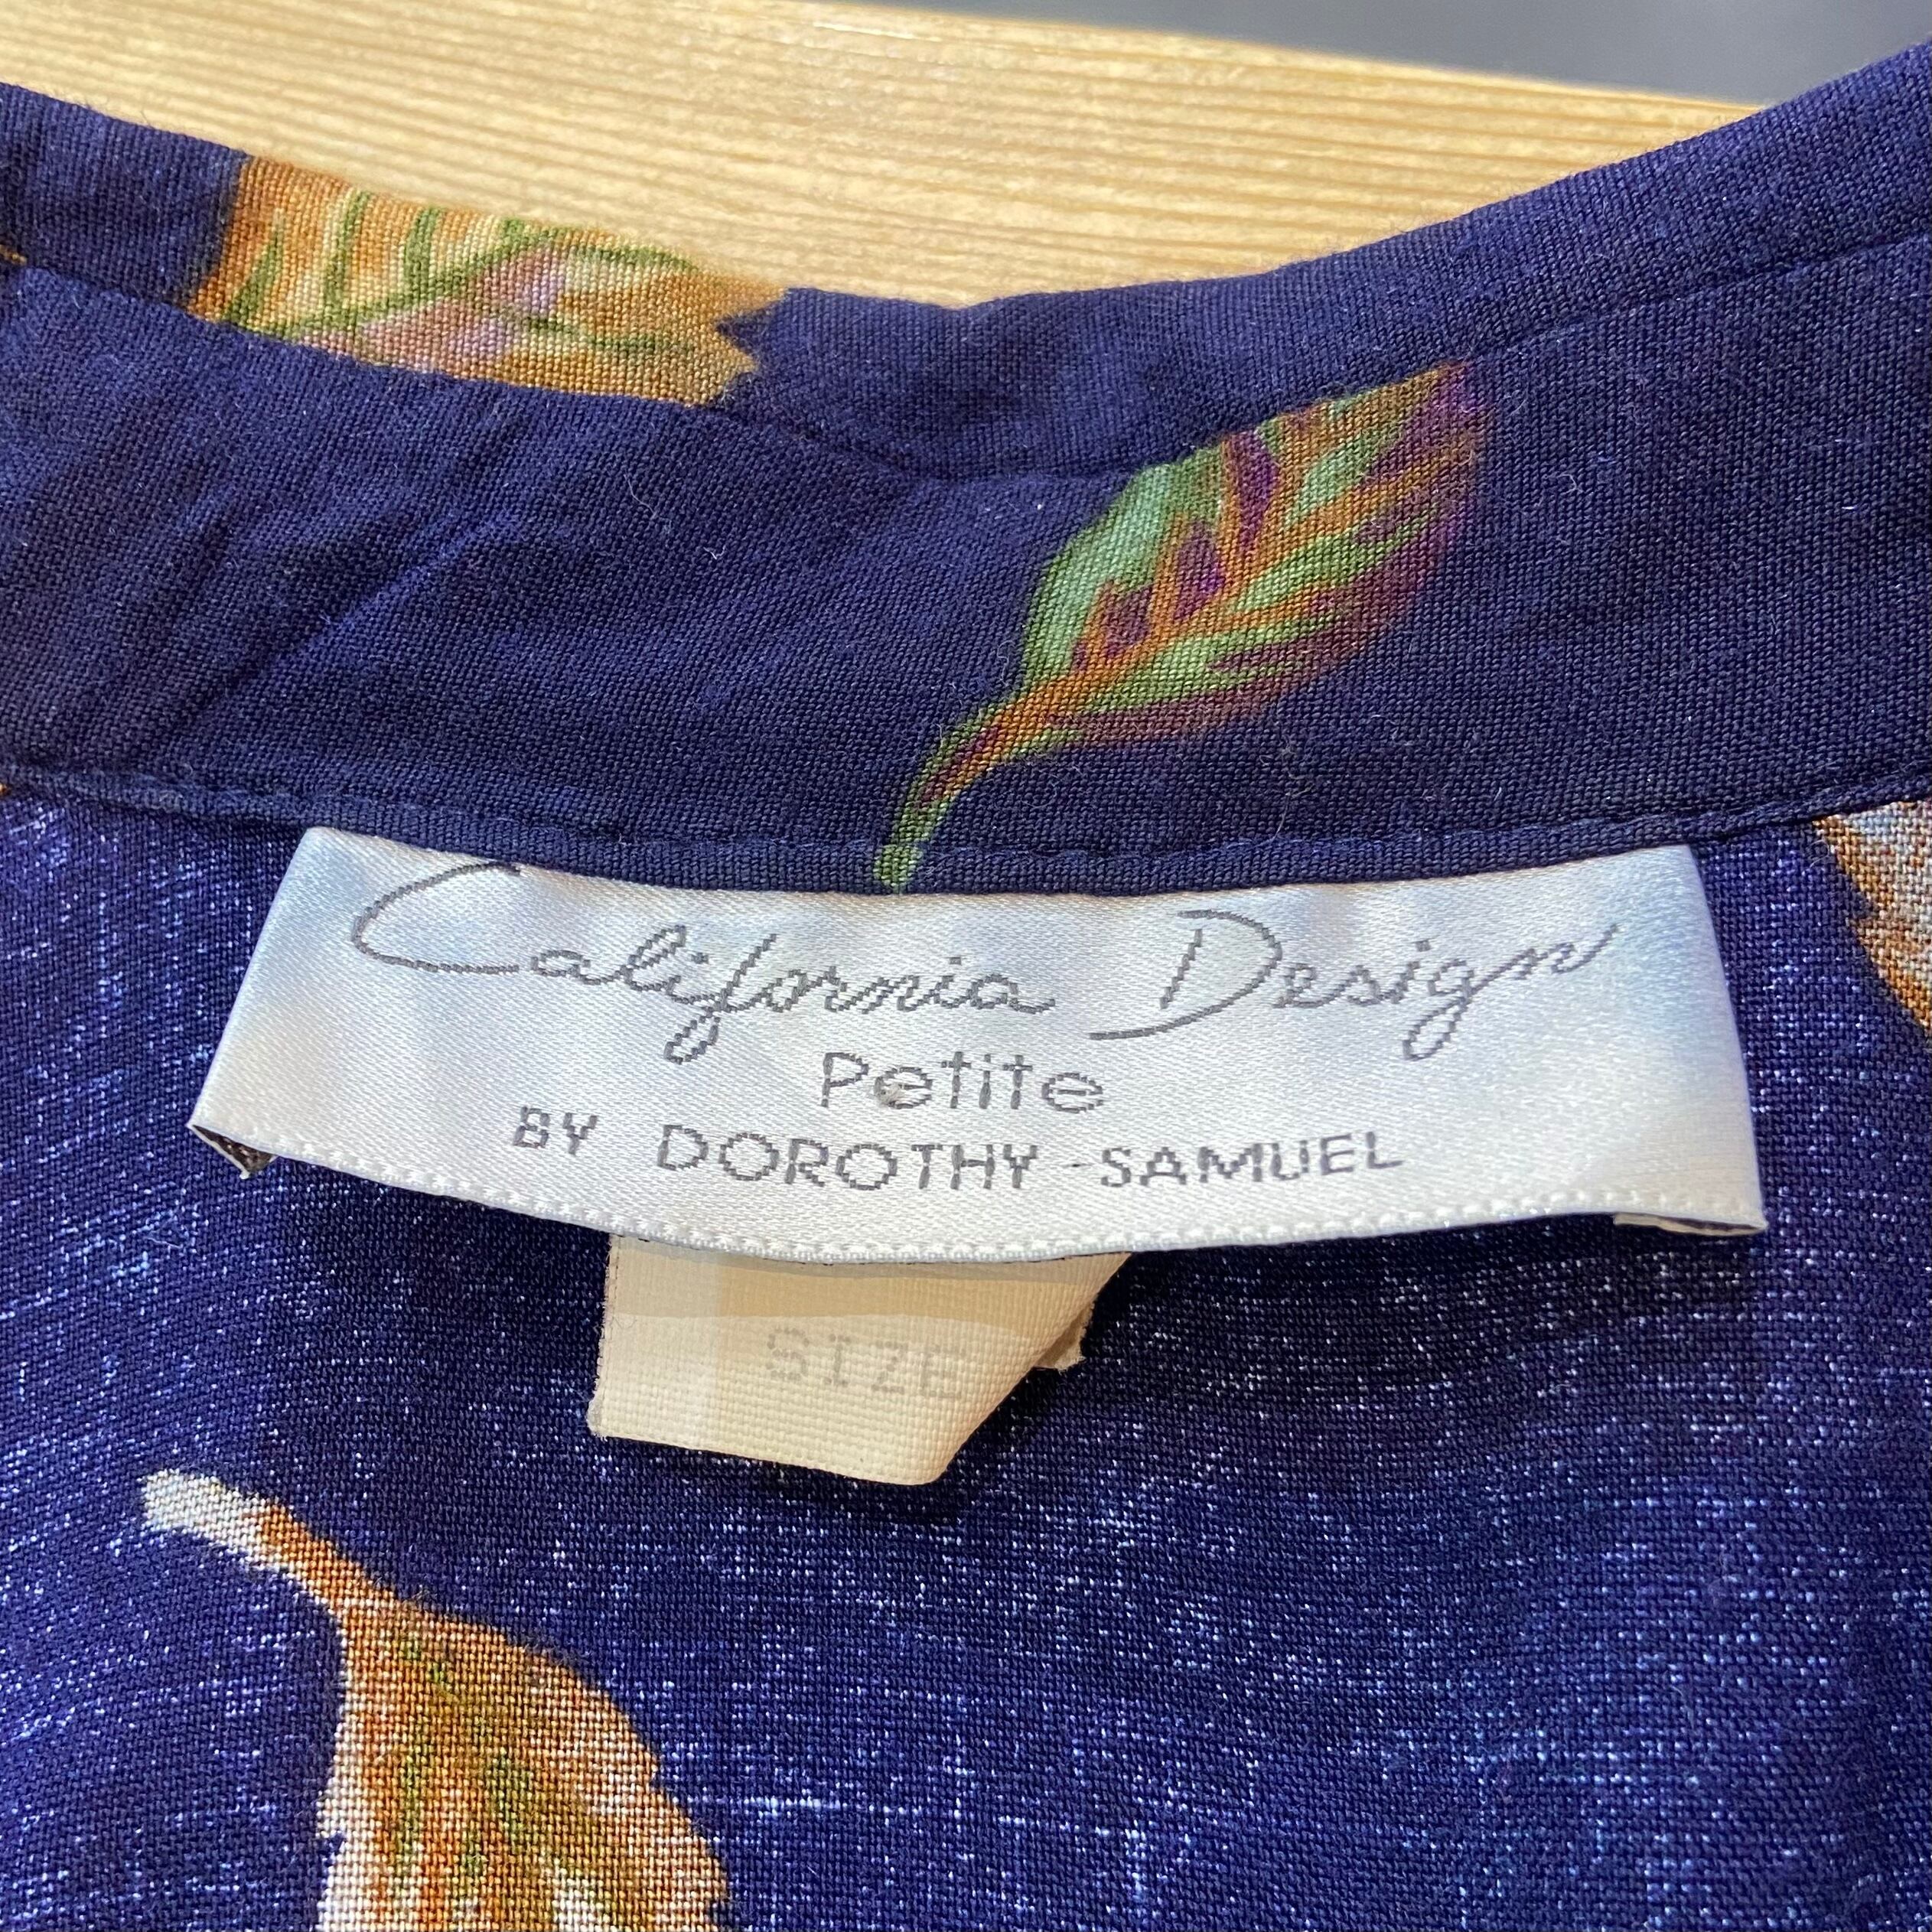 California Design
Petite
BY DOROTHY SAMUEL
SIZE